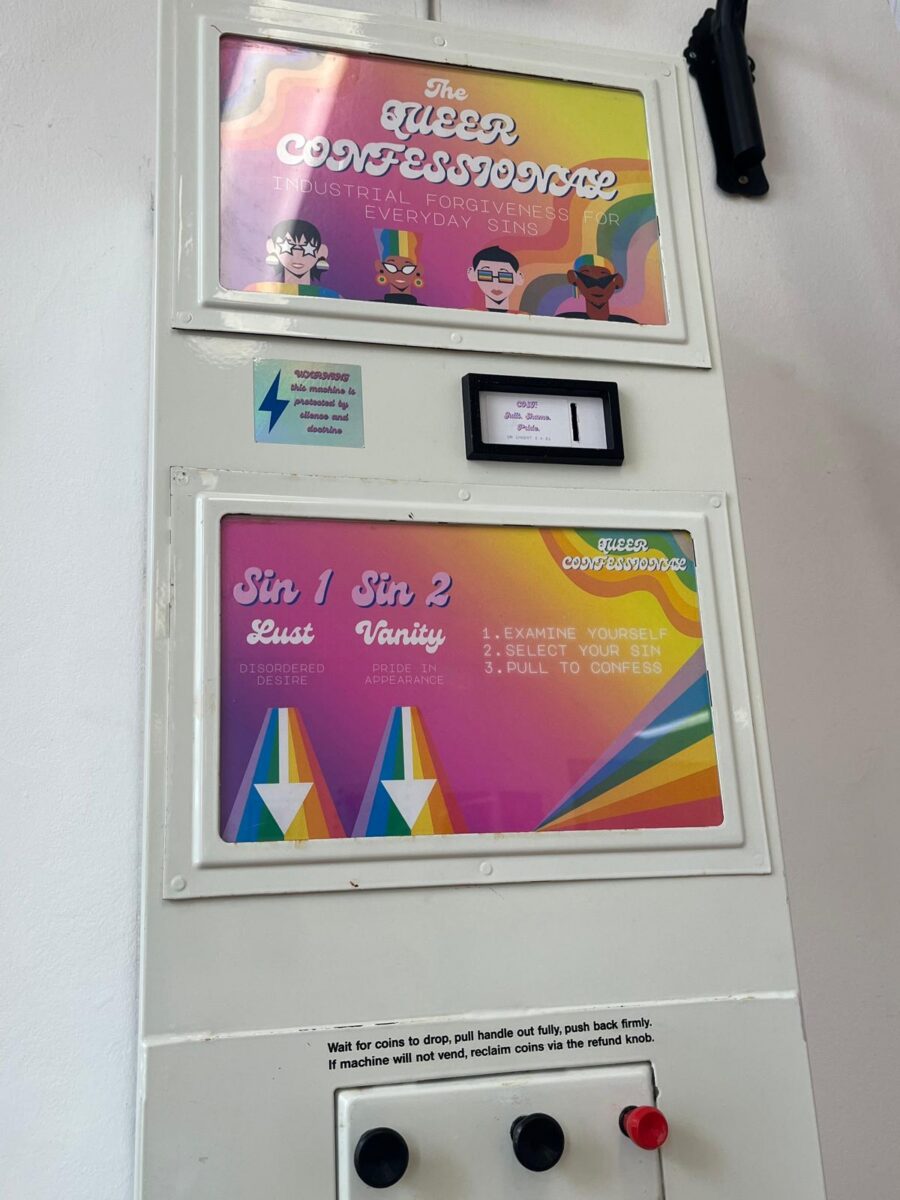 The
QUEER
CONFESSIONAL
INDUSTRIAL FORGIVENESS FOR
EVERYDAY SINS
WARNING
this machine is
protected by
silence and
doctrine
COST:
Guilt. Shame.
Pride.
Sin 1
Lust
DISORDERED
DESIRE
Sin 2
Vanity
PRIDE IN
APPEARANCE
QUEER
CONFESSIONAL
1.EXAMINE YOURSELF
2.SELECT YOUR SIN
3.PULL TO CONFESS
Wait for coins to drop, pull handle out fully, push back firmly.
If machine will not vend, reclaim coins via the refund knob.